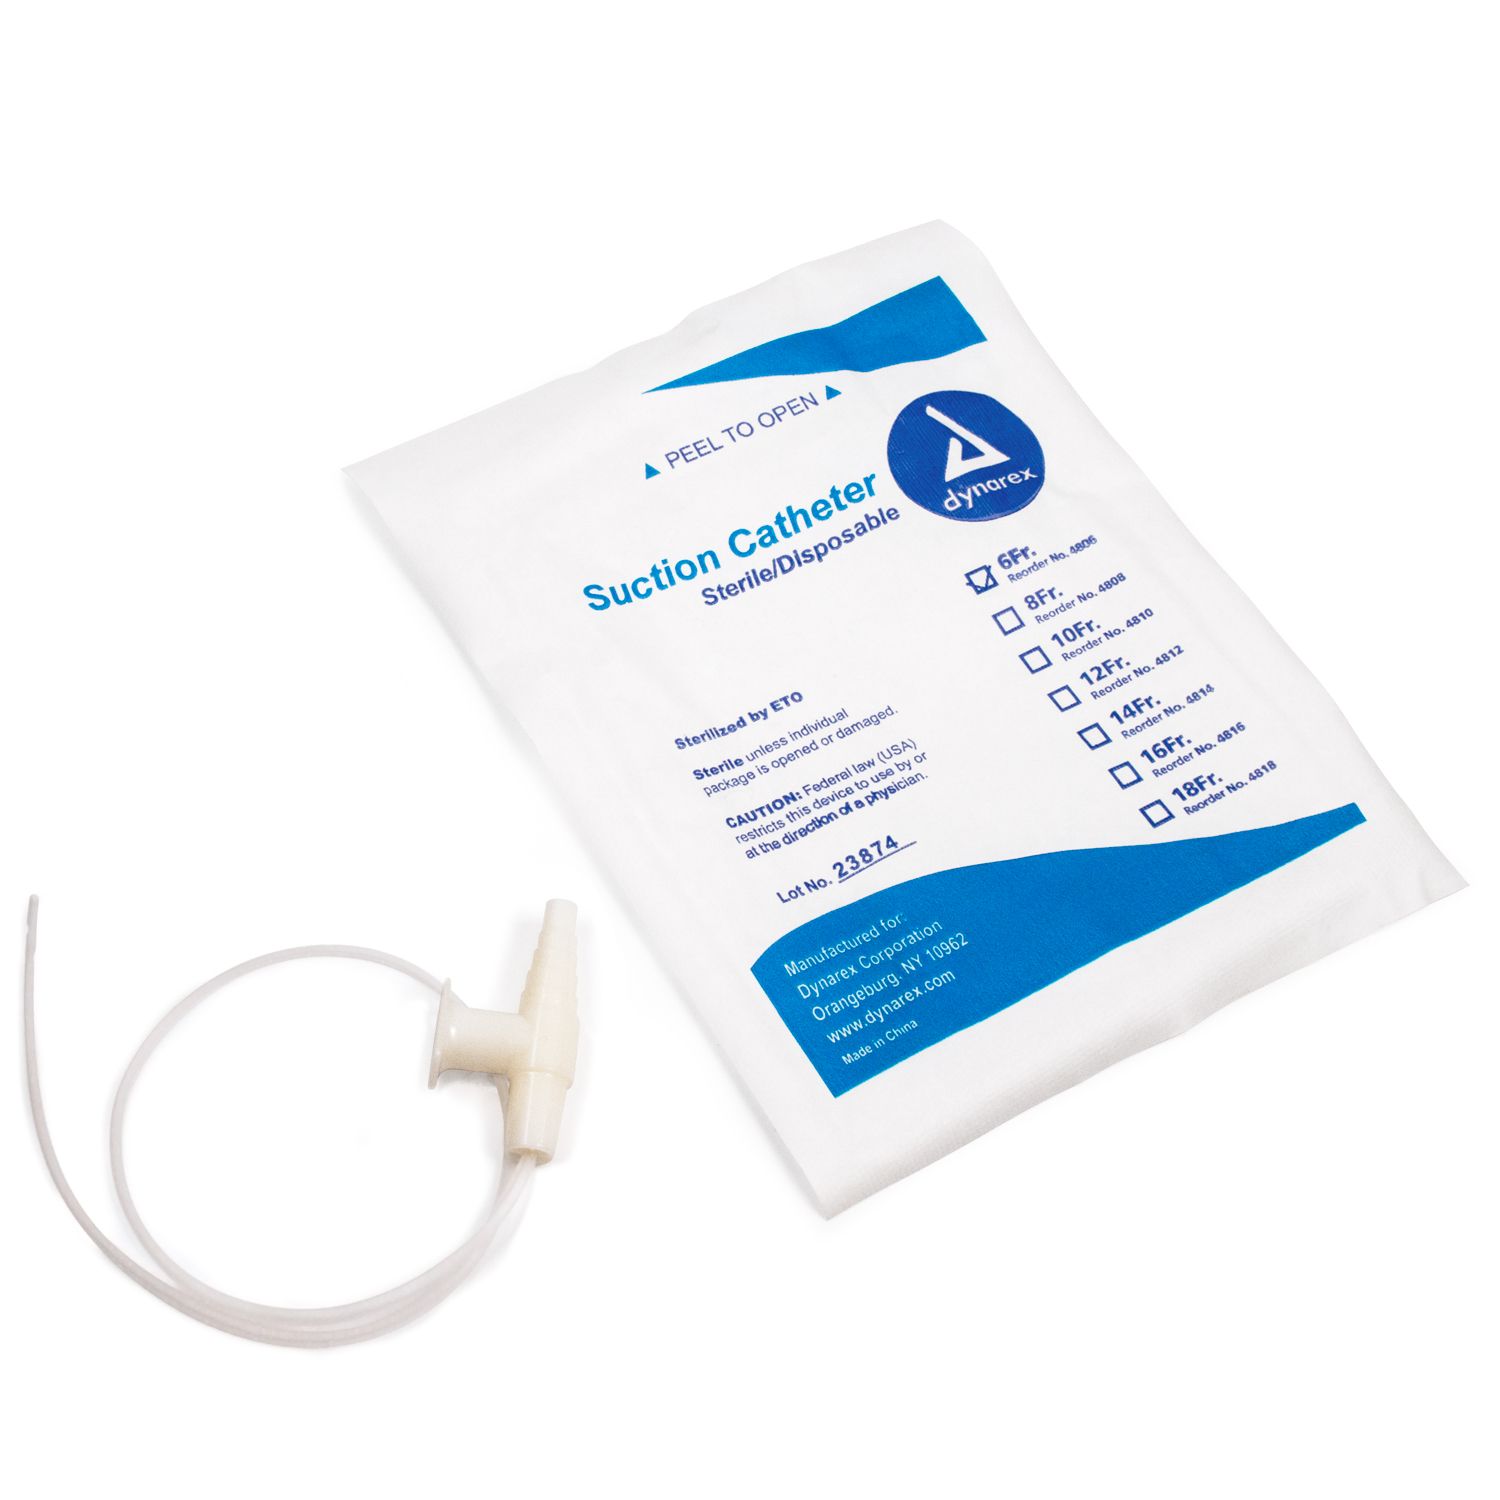 ▲ PEEL TO OPEN ▲
dynarex
Suction Catheter
Sterile/Disposable
6Fr.
Reorder No. 4806
8Fr.
Reorder No. 4808
10Fr.
Reorder No. 4810
12Fr.
Reorder No. 4812
14Fr.
Reorder No. 4814
16Fr.
Reorder No. 4816
18Fr.
Reorder No. 4818
Sterilized by ETO
Sterile unless individual
package is opened or damaged.
CAUTION: Federal law (USA)
restricts this device to use by or
at the direction of a physician.
Lot No. 23874
Manufactured for:
Dynarex Corporation
Orangeburg, NY 10962
www.dynarex.com
Made in China